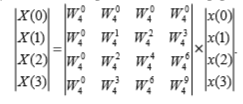 |X(0)| |W₄⁰ W₄⁰ W₄⁰ W₄⁰| |x(0)|
|X(1)| |W₄⁰ W₄¹ W₄² W₄³| |x(1)|
|X(2)|=|W₄⁰ W₄² W₄⁴ W₄⁶|×|x(2)|.
|X(3)| |W₄⁰ W₄³ W₄⁶ W₄⁹| |x(3)|